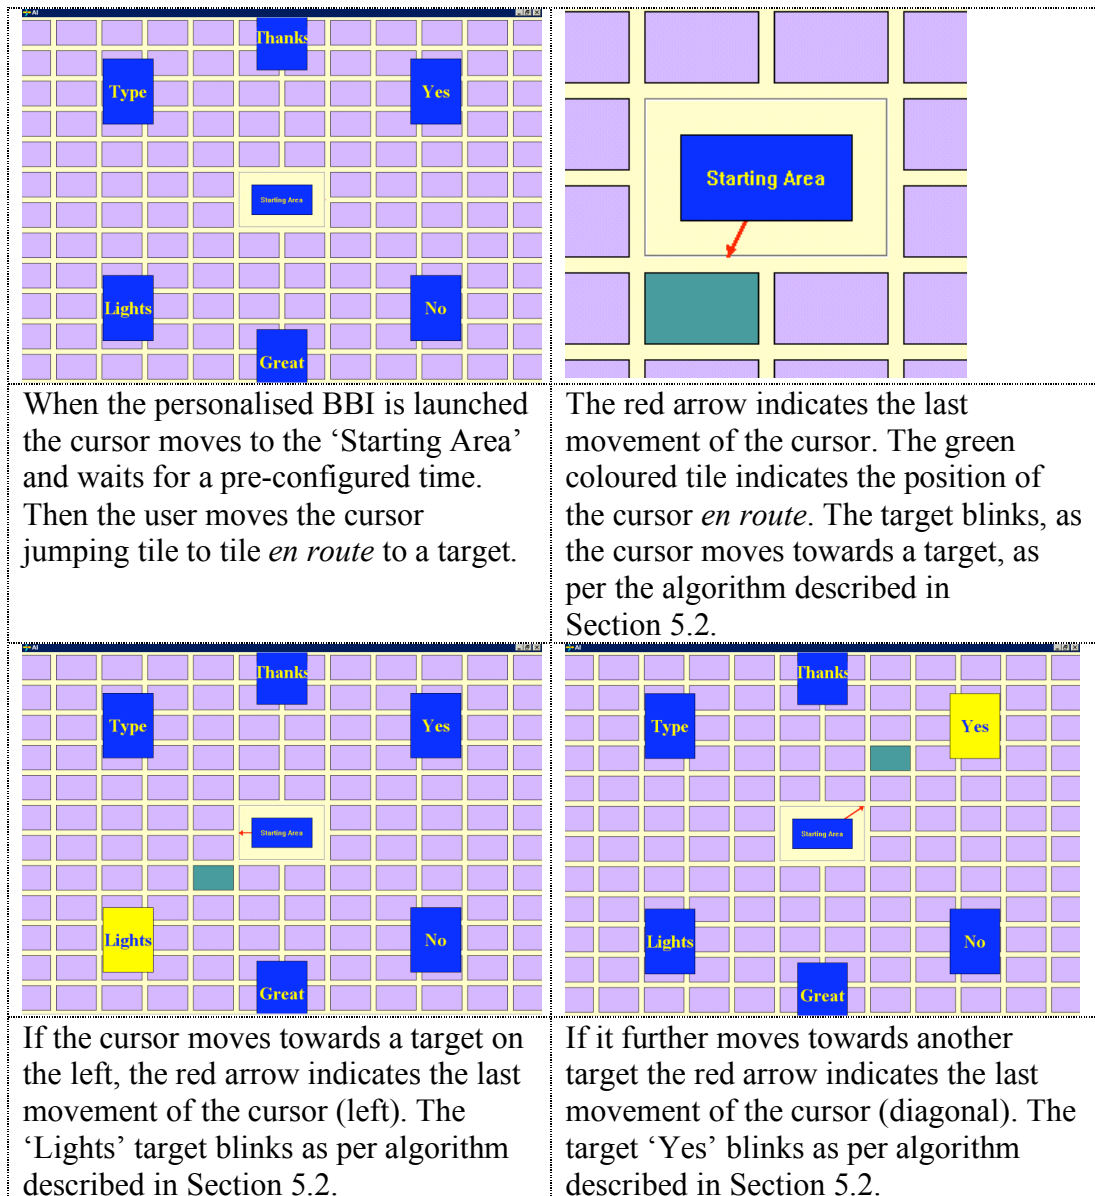 AI
Thanks
Type
Yes
Starting Area
Lights
No
Great
Starting Area
When the personalised BBI is launched
the cursor moves to the ‘Starting Area’
and waits for a pre-configured time.
Then the user moves the cursor
jumping tile to tile en route to a target.
The red arrow indicates the last
movement of the cursor. The green
coloured tile indicates the position of
the cursor en route. The target blinks, as
the cursor moves towards a target, as
per the algorithm described in
Section 5.2.
AI
Thanks
Type
Yes
Starting Area
Lights
No
Great
AI
Thanks
Type
Yes
Starting Area
Lights
No
Great
If the cursor moves towards a target on
the left, the red arrow indicates the last
movement of the cursor (left). The
‘Lights’ target blinks as per algorithm
described in Section 5.2.
If it further moves towards another
target the red arrow indicates the last
movement of the cursor (diagonal). The
target ‘Yes’ blinks as per algorithm
described in Section 5.2.